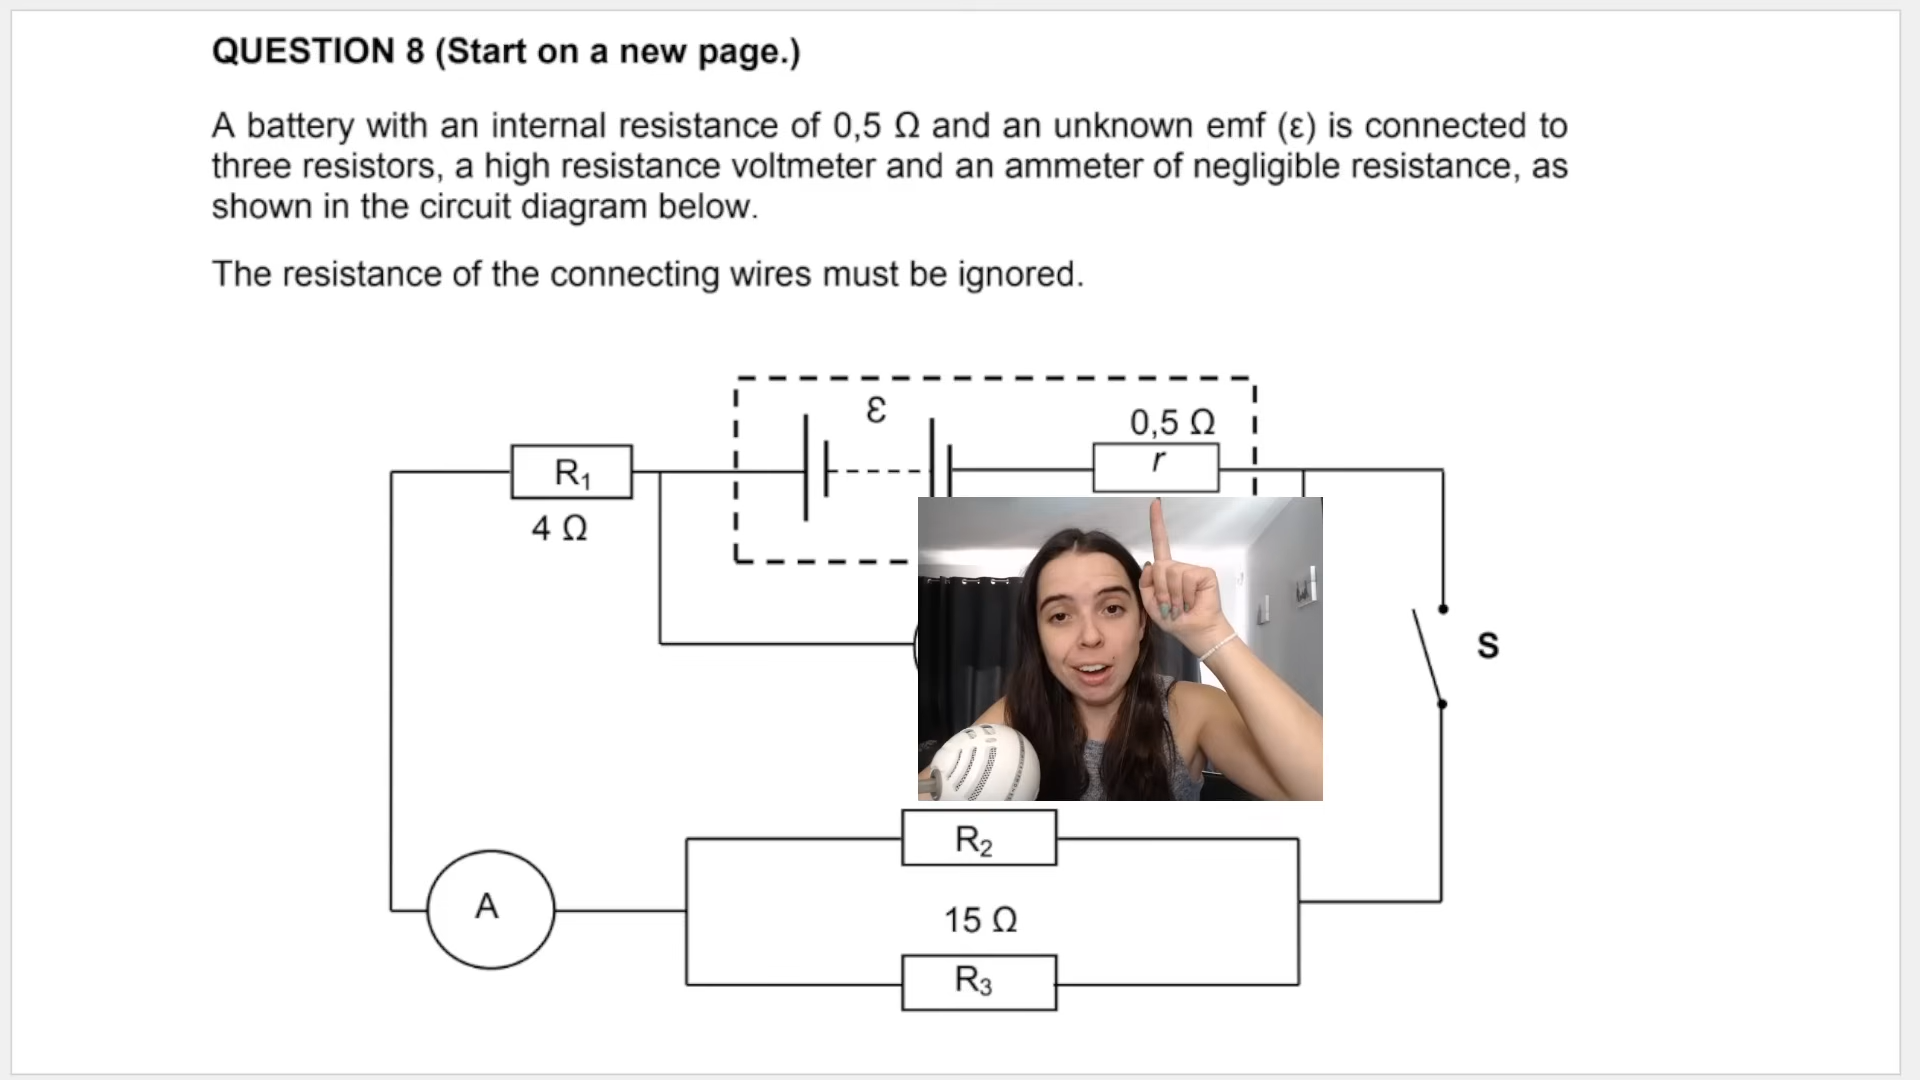 QUESTION 8 (Start on a new page.)
A battery with an internal resistance of 0,5 Ω and an unknown emf (ε) is connected to
three resistors, a high resistance voltmeter and an ammeter of negligible resistance, as
shown in the circuit diagram below.
The resistance of the connecting wires must be ignored.
ε
0,5 Ω
r
R₁
4 Ω
S
R₂
A
15 Ω
R₃